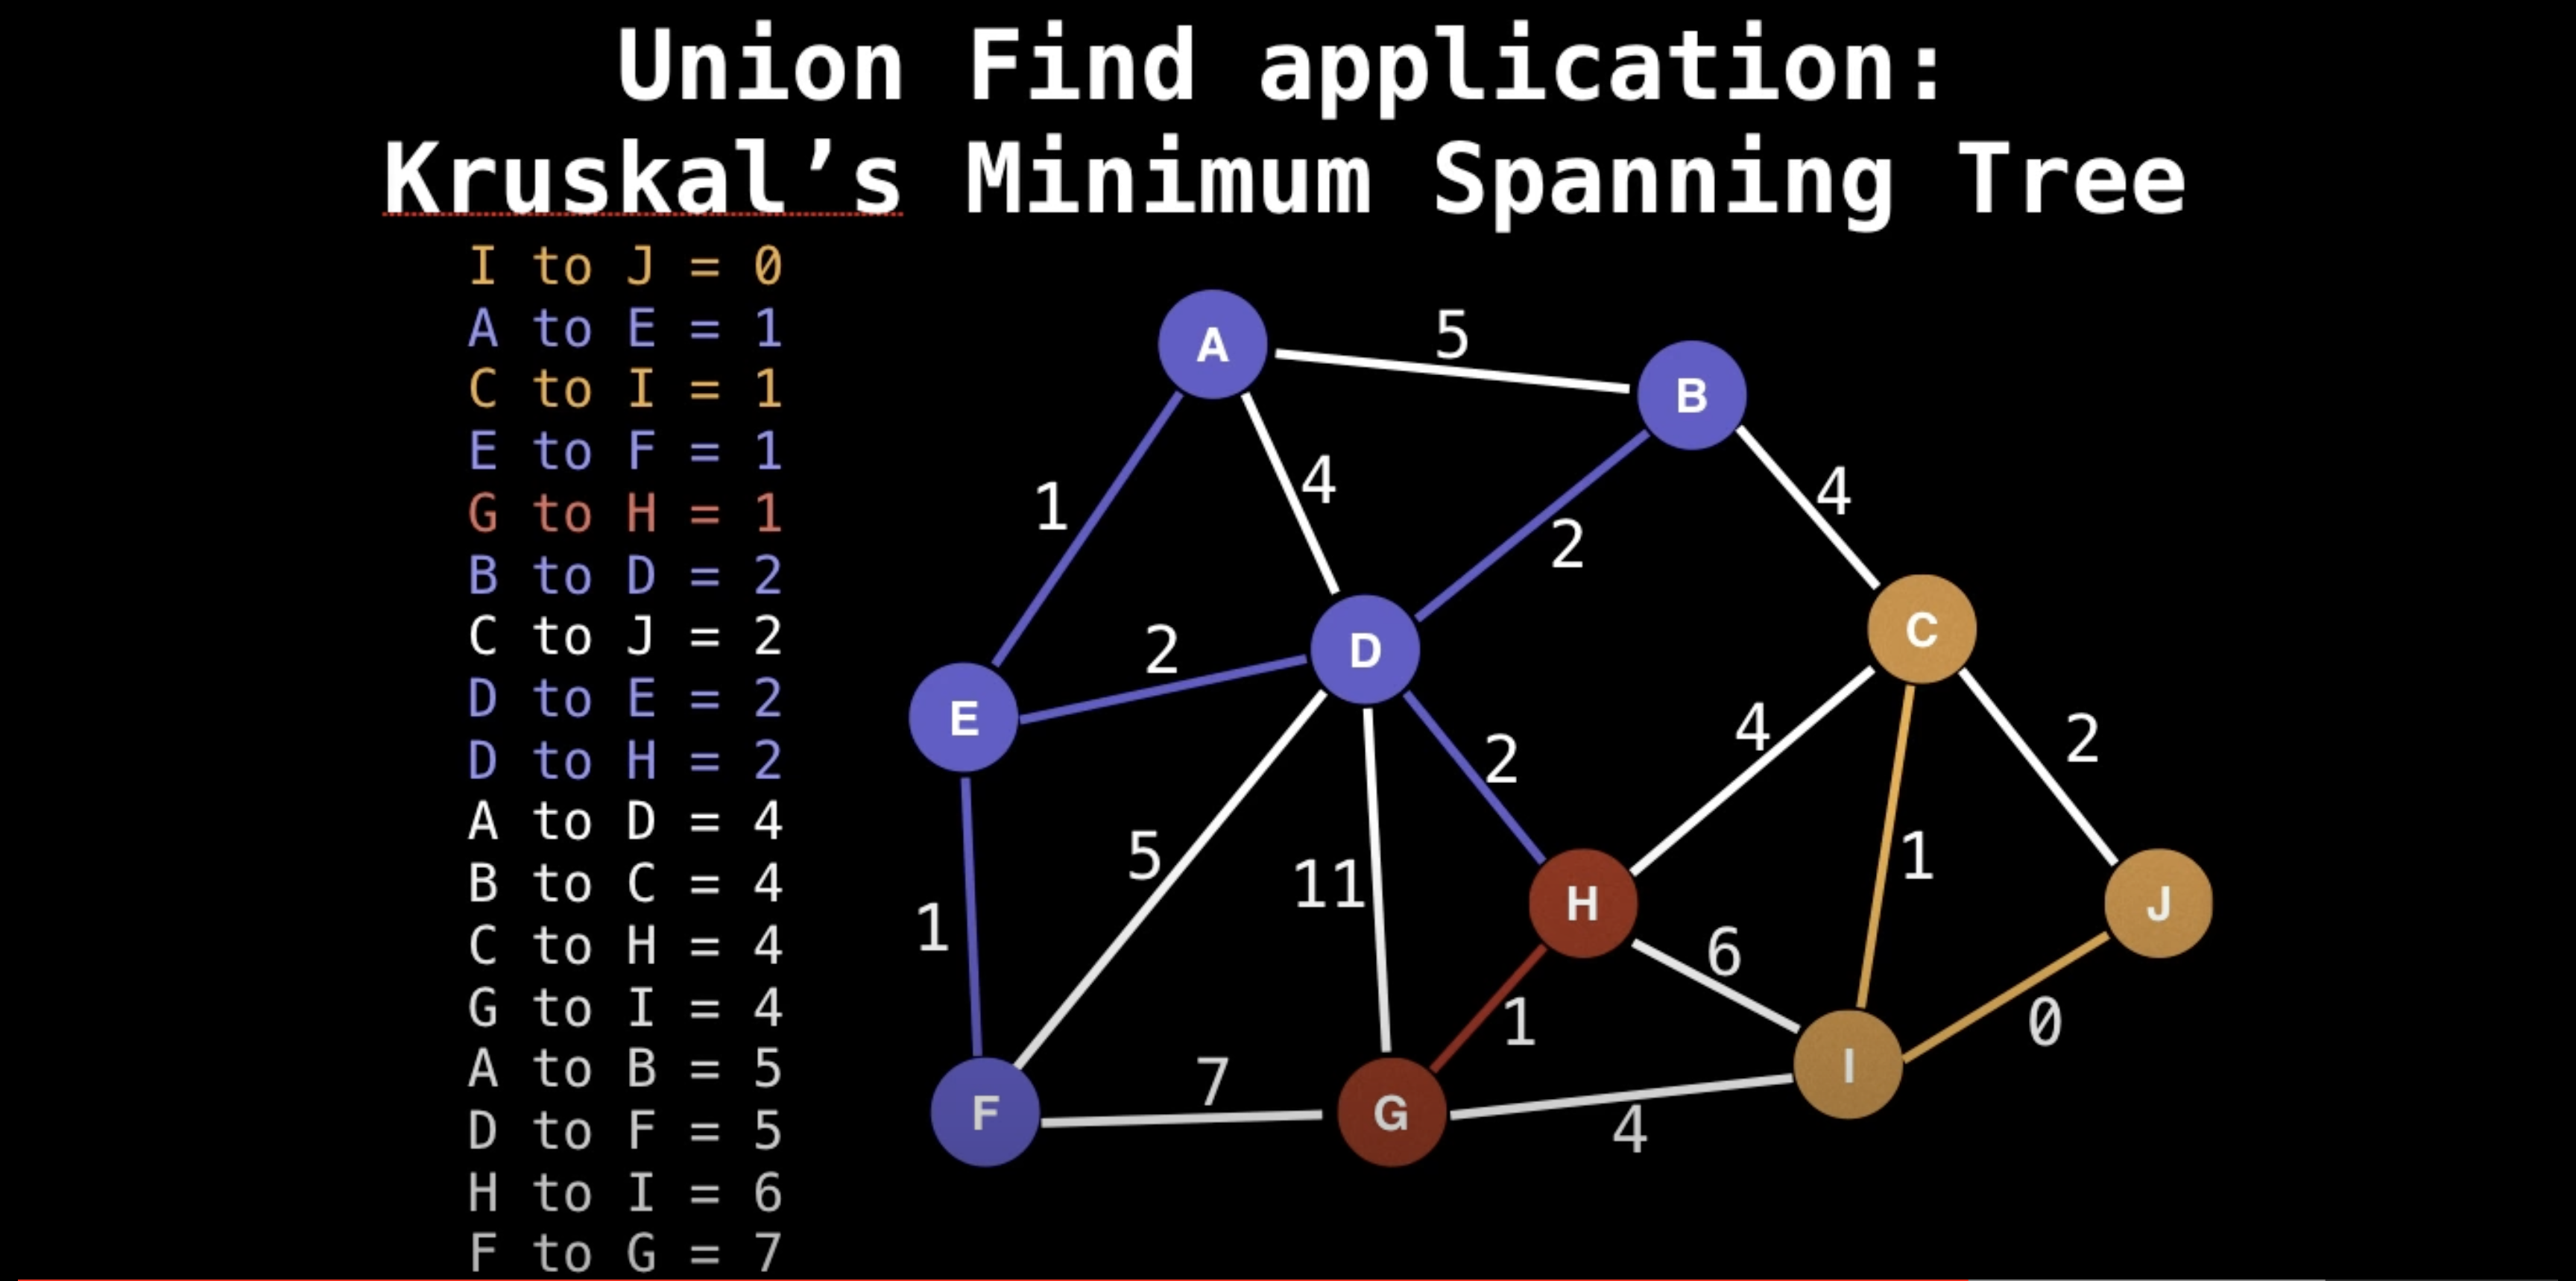 Union Find application:
Kruskal’s Minimum Spanning Tree
I to J = 0
A to E = 1
C to I = 1
E to F = 1
G to H = 1
B to D = 2
C to J = 2
D to E = 2
D to H = 2
A to D = 4
B to C = 4
C to H = 4
G to I = 4
A to B = 5
D to F = 5
H to I = 6
F to G = 7
A
5
B
1
4
2
4
D
2
C
E
2
4
2
5
11
1
1
H
6
J
1
0
I
7
F
G
4